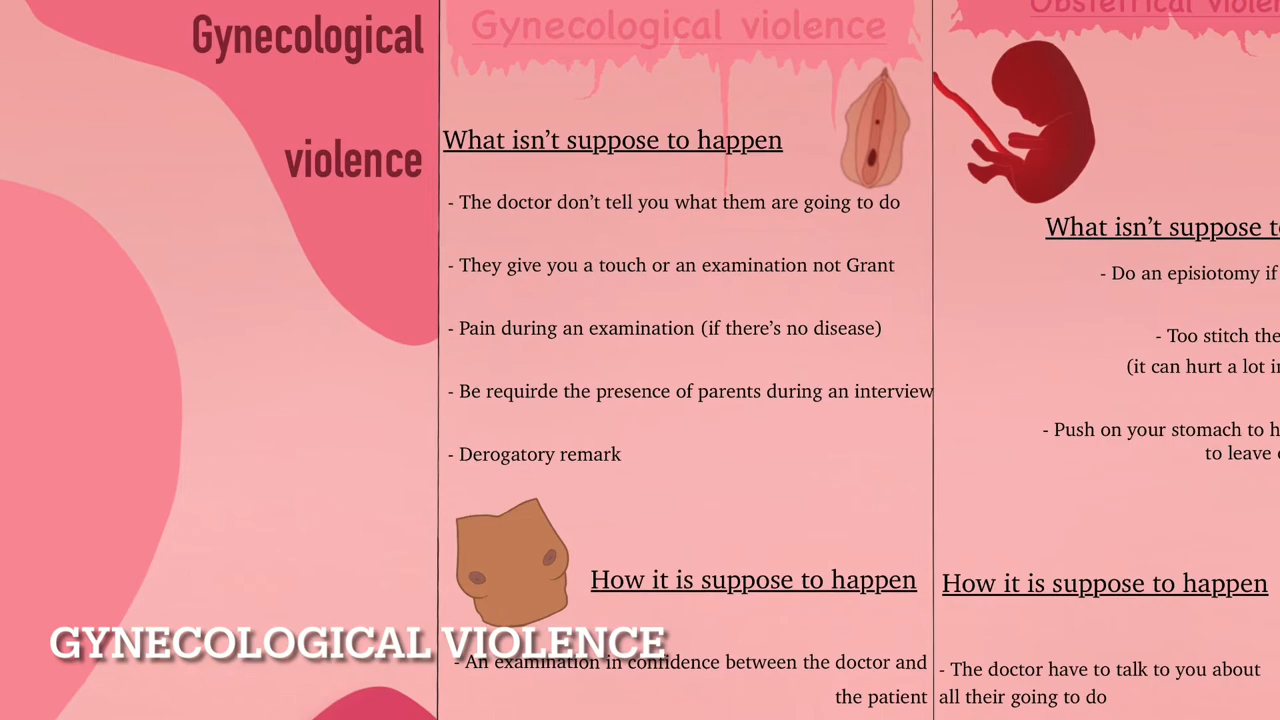 Gynecological
violence
Gynecological violence
What isn't suppose to happen
- The doctor don't tell you what them are going to do
- They give you a touch or an examination not Grant
- Pain during an examination (if there's no disease)
- Be requirde the presence of parents during an interview
- Derogatory remark
How it is suppose to happen
- An examination in confidence between the doctor and
the patient
Obstetrical viole
What isn't suppose t
- Do an episiotomy if
- Too stitch the
(it can hurt a lot i
- Push on your stomach to h
to leave
How it is suppose to happen
- The doctor have to talk to you about
all their going to do
GYNECOLOGICAL VIOLENCE